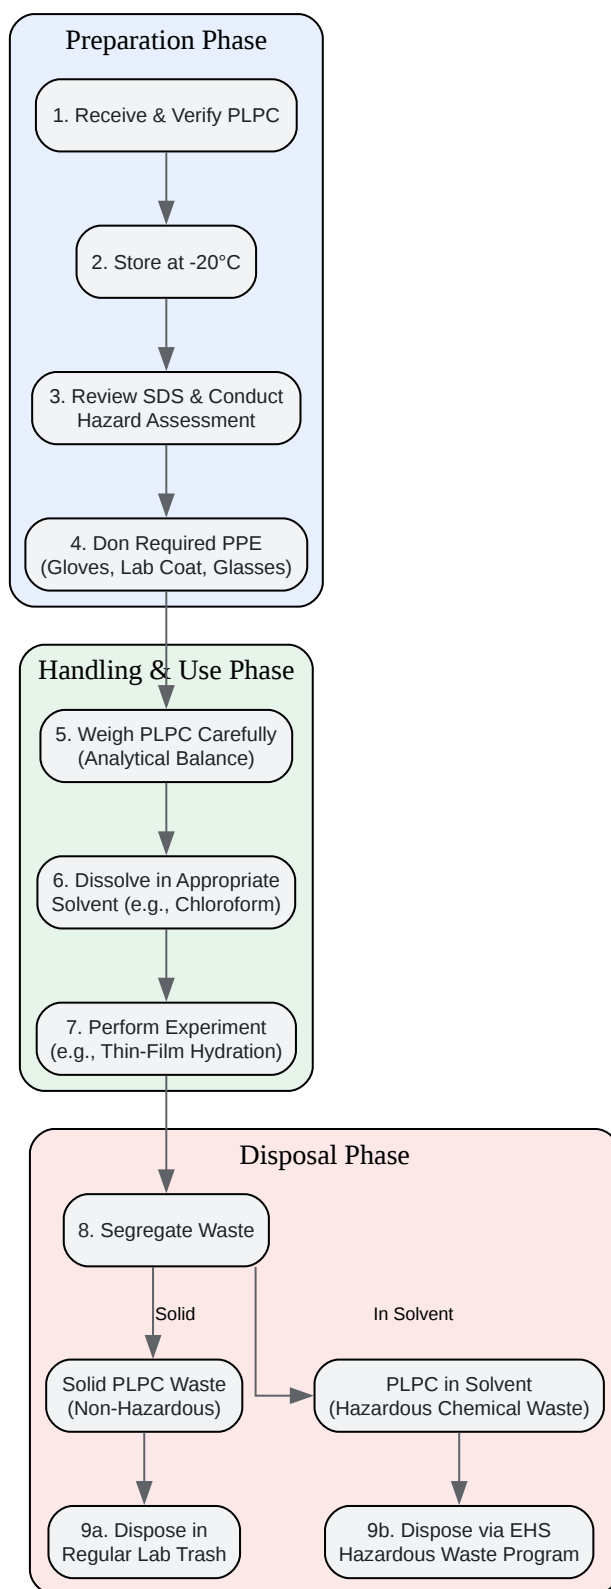 Preparation Phase
1. Receive & Verify PLPC
2. Store at -20°C
3. Review SDS & Conduct
Hazard Assessment
4. Don Required PPE
(Gloves, Lab Coat, Glasses)
Handling & Use Phase
5. Weigh PLPC Carefully
(Analytical Balance)
6. Dissolve in Appropriate
Solvent (e.g., Chloroform)
7. Perform Experiment
(e.g., Thin-Film Hydration)
Disposal Phase
8. Segregate Waste
Solid
In Solvent
Solid PLPC Waste
(Non-Hazardous)
PLPC in Solvent
(Hazardous Chemical Waste)
9a. Dispose in
Regular Lab Trash
9b. Dispose via EHS
Hazardous Waste Program